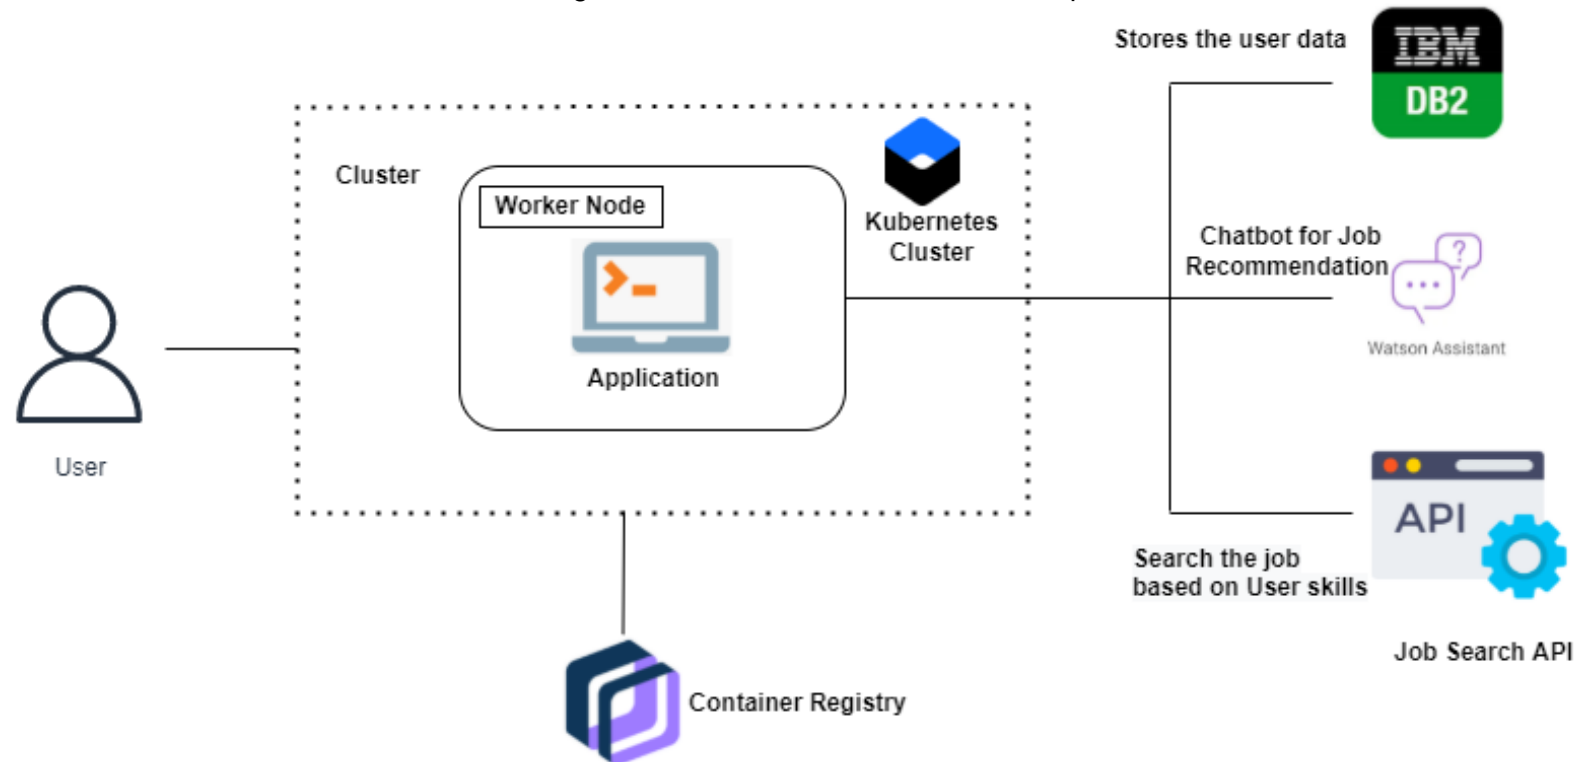 Stores the user data
IBM
DB2
Cluster
Worker Node
Kubernetes
Cluster
Application
Chatbot for Job
Recommendation
?
Watson Assistant
User
API
Search the job
based on User skills
Job Search API
Container Registry